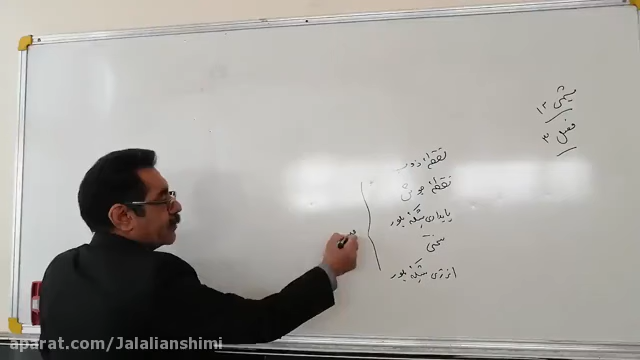 شیمی ۱۲
فصل ۳
نقطه ذوب
نقطه جوش
پایداری شبکه بلور
سختی
انرژی شبکه بلور
aparat.com/Jalalianshimi